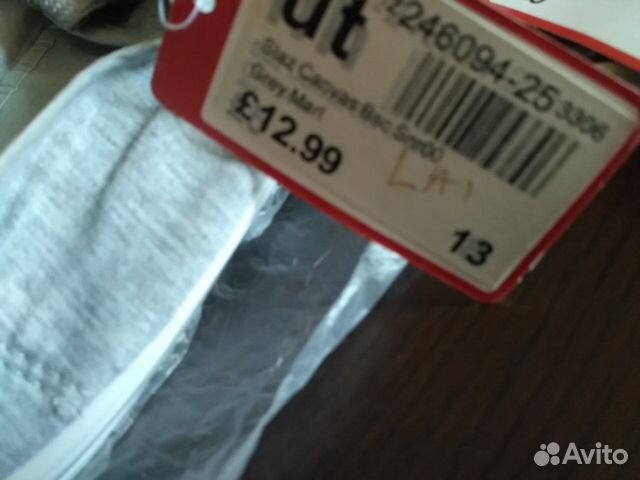 ut
246094-25 3306
Slaz Canvas Bsc Snr00
Grey Marl
£12.99
LA1
13
Avito